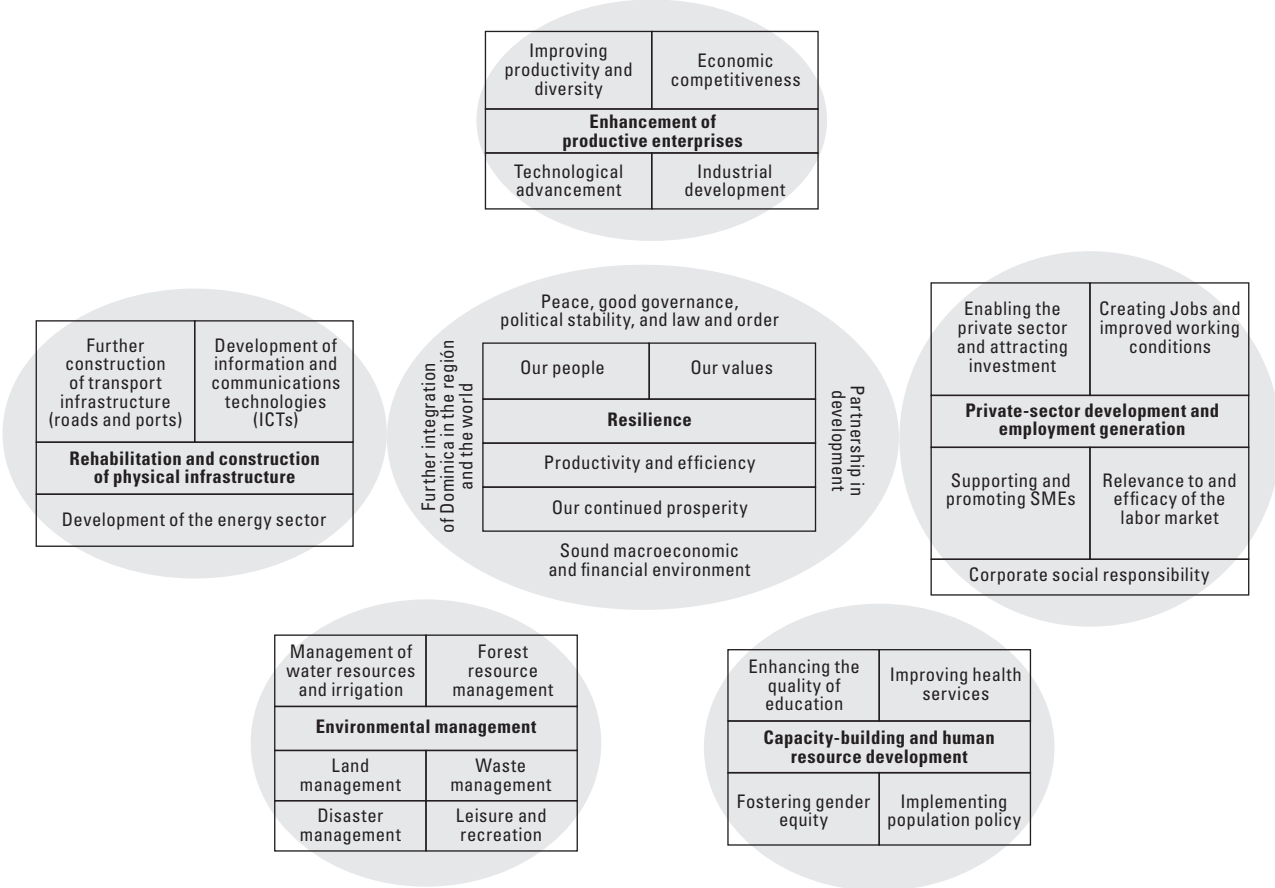 Improving
productivity and
diversity
Economic
competitiveness
Enhancement of
productive enterprises
Technological
advancement
Industrial
development
Further
construction
of transport
infrastructure
(roads and ports)
Development of
information and
communications
technologies
(ICTs)
Rehabilitation and construction
of physical infrastructure
Development of the energy sector
Peace, good governance,
political stability, and law and order
Further integration
of Dominica in the región
and the world
Our people
Our values
Resilience
Productivity and efficiency
Our continued prosperity
Partnership in
development
Sound macroeconomic
and financial environment
Enabling the
private sector
and attracting
investment
Creating Jobs and
improved working
conditions
Private-sector development and
employment generation
Supporting and
promoting SMEs
Relevance to and
efficacy of the
labor market
Corporate social responsibility
Management of
water resources
and irrigation
Forest
resource
management
Environmental management
Land
management
Waste
management
Disaster
management
Leisure and
recreation
Enhancing the
quality of
education
Improving health
services
Capacity-building and human
resource development
Fostering gender
equity
Implementing
population policy